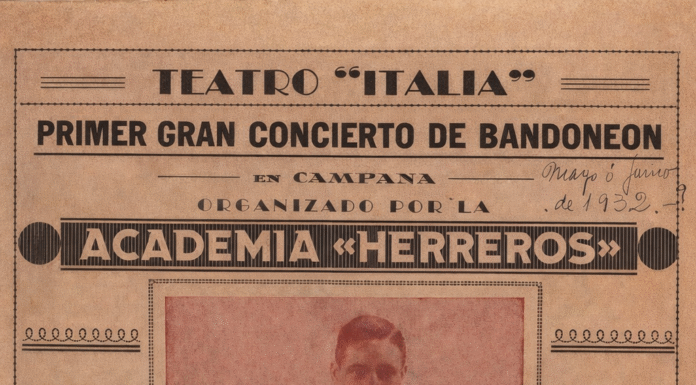 TEATRO “ITALIA”
PRIMER GRAN CONCIERTO DE BANDONEON
EN CAMPANA
Mayo ó Junio
ORGANIZADO POR LA
de 1932. -?
ACADEMIA «HERREROS»